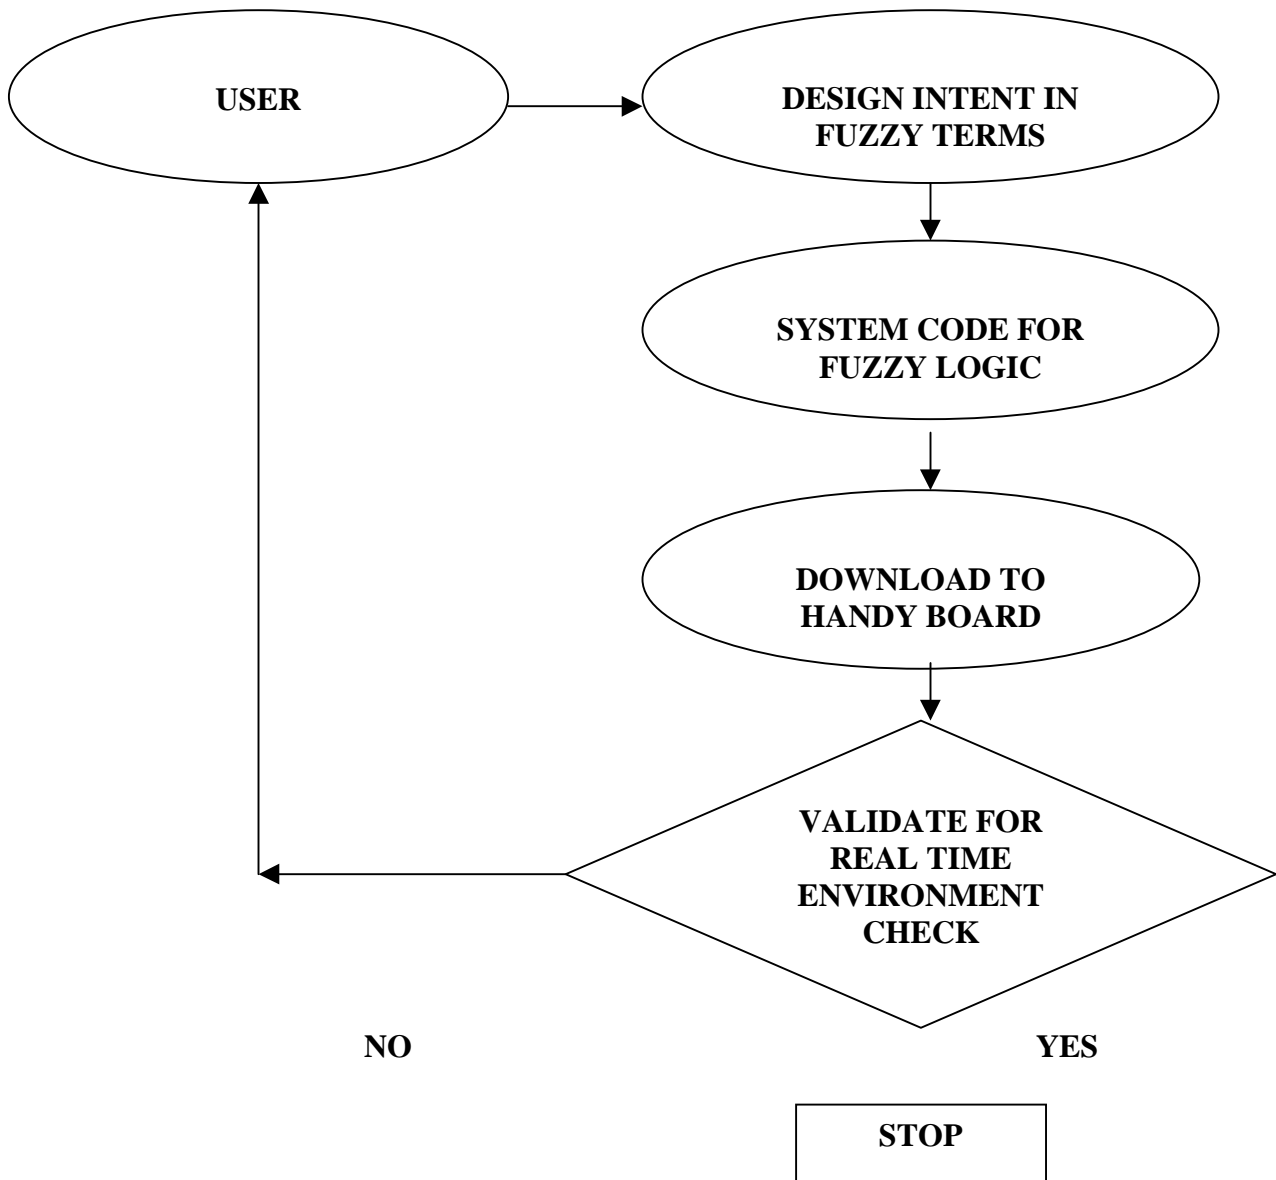 USER
DESIGN INTENT IN
FUZZY TERMS
SYSTEM CODE FOR
FUZZY LOGIC
DOWNLOAD TO
HANDY BOARD
VALIDATE FOR
REAL TIME
ENVIRONMENT
CHECK
NO
YES
STOP